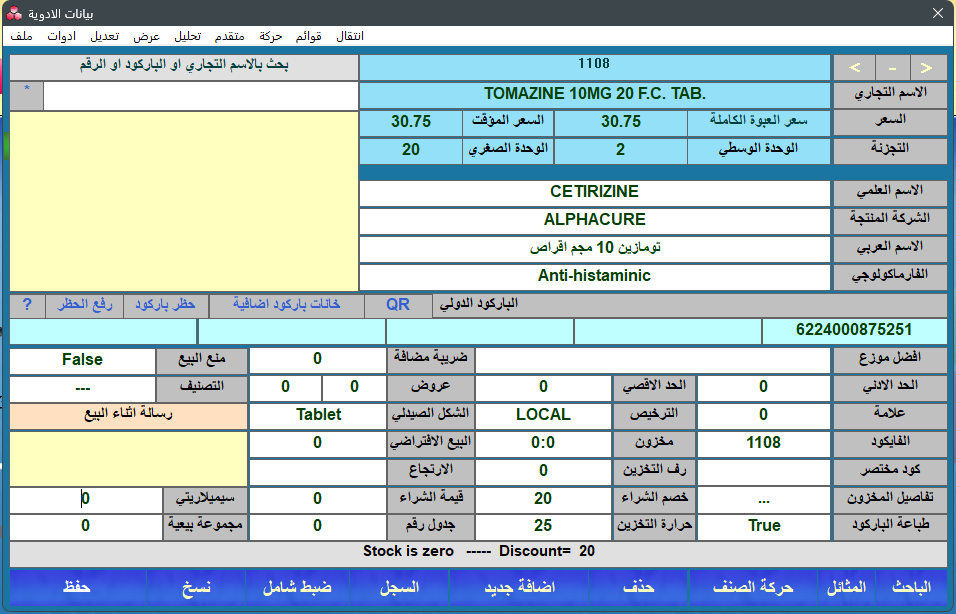 بيانات الادوية
ملف ادوات تعديل عرض تحليل متقدم حركة قوائم انتقال
بحث بالاسم التجاري او الباركود او الرقم
1108
< - >
*
الاسم التجاري TOMAZINE 10MG 20 F.C. TAB.
السعر سعر العبوة الكاملة 30.75 السعر المؤقت 30.75
التجزئة الوحدة الوسطي 2 الوحدة الصغري 20
الاسم العلمي CETIRIZINE
الشركة المنتجة ALPHACURE
الاسم العربي تومازين 10 مجم اقراص
الفارماكولوجي Anti-histaminic
الباركود الدولي QR خانات باركود اضافية حظر باركود رفع الحظر ?
6224000875251
افضل موزع ضريبة مضافة 0 منع البيع False
الحد الادني 0 الحد الاقصي 0 عروض 0 0 التصنيف ---
علامة 0 الترخيص LOCAL الشكل الصيدلي Tablet رسالة اثناء البيع
الفايكود 1108 مخزون 0:0 البيع الافتراضي 0
كود مختصر رف التخزين 0 الارتجاع
تفاصيل المخزون ... خصم الشراء 20 قيمة الشراء 0 سيميلاريتي 0
طباعة الباركود True حرارة التخزين 25 جدول رقم 0 مجموعة بيعية 0
Stock is zero ----- Discount= 20
الباحث المثائل حركة الصنف حذف اضافة جديد السجل ضبط شامل نسخ حفظ